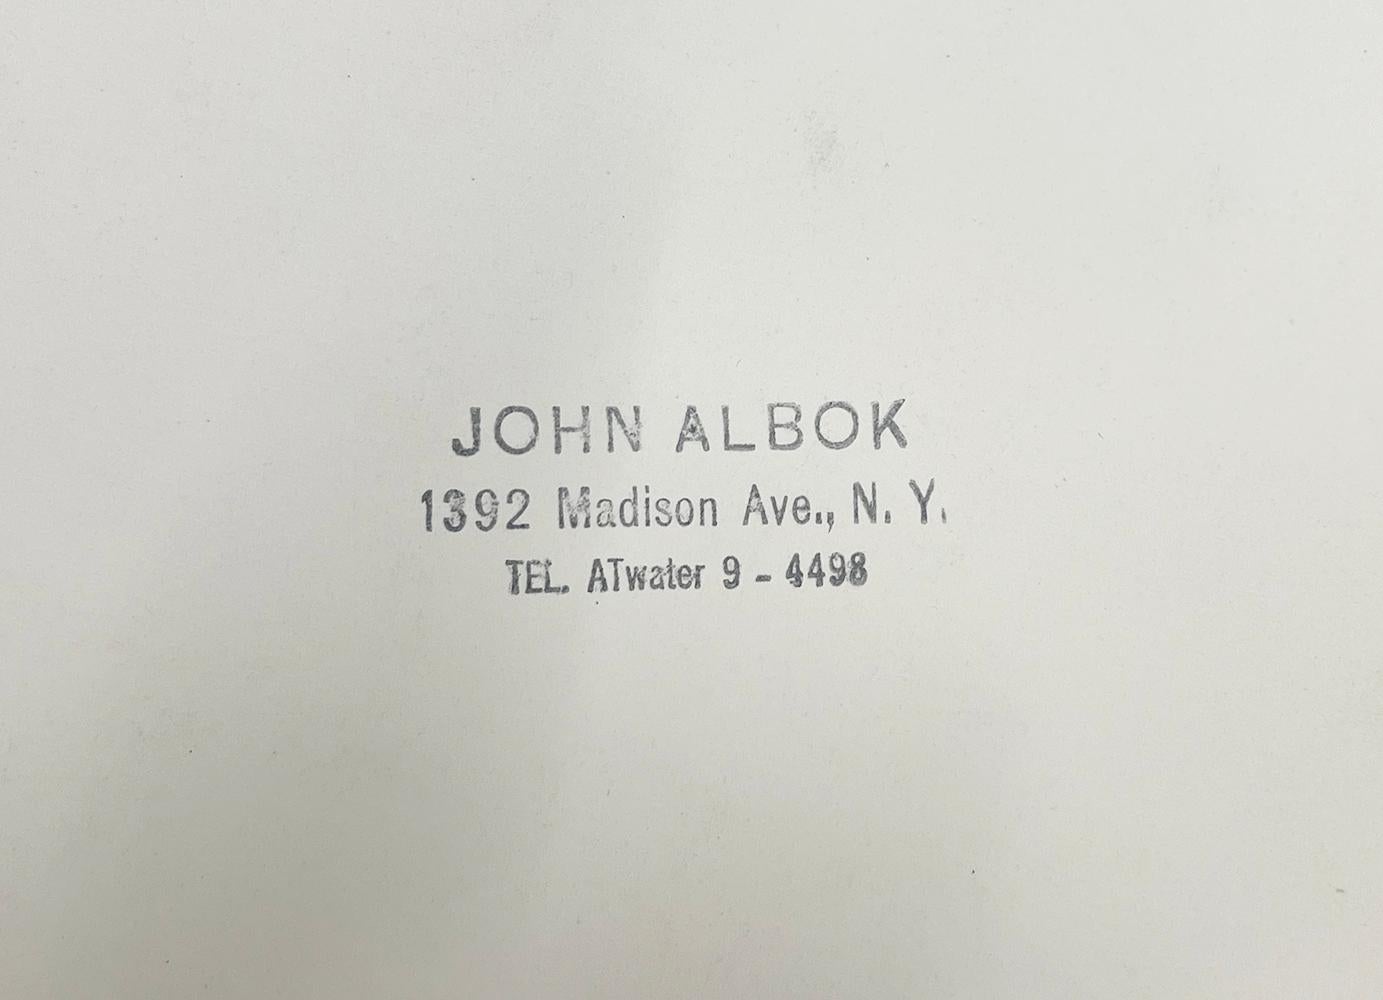 JOHN ALBOK
1392 Madison Ave., N. Y.
TEL. ATwater 9 - 4498